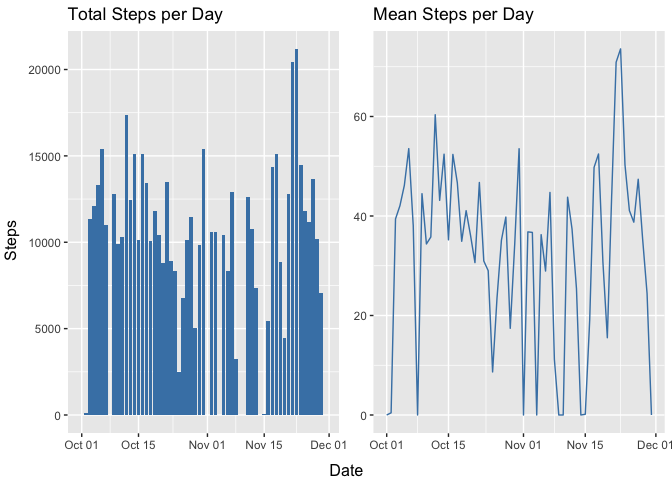 Total Steps per Day
Mean Steps per Day
Steps
20000
15000
10000
5000
0
Oct 01 Oct 15 Nov 01 Nov 15 Dec 01
60
40
20
0
Oct 01 Oct 15 Nov 01 Nov 15 Dec 01
Date